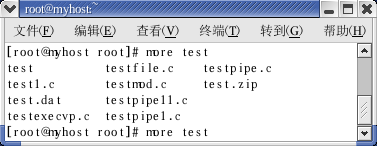 root@myhost:~
文件(F) 编辑(E) 查看(V) 终端(T) 转到(G) 帮助(H)
[root@myhost root]# more test
test testfile.c testpipe.c
test1.c testmod.c test.zip
test.dat testpipe11.c
testexecvp.c testpipe1.c
[root@myhost root]# more test